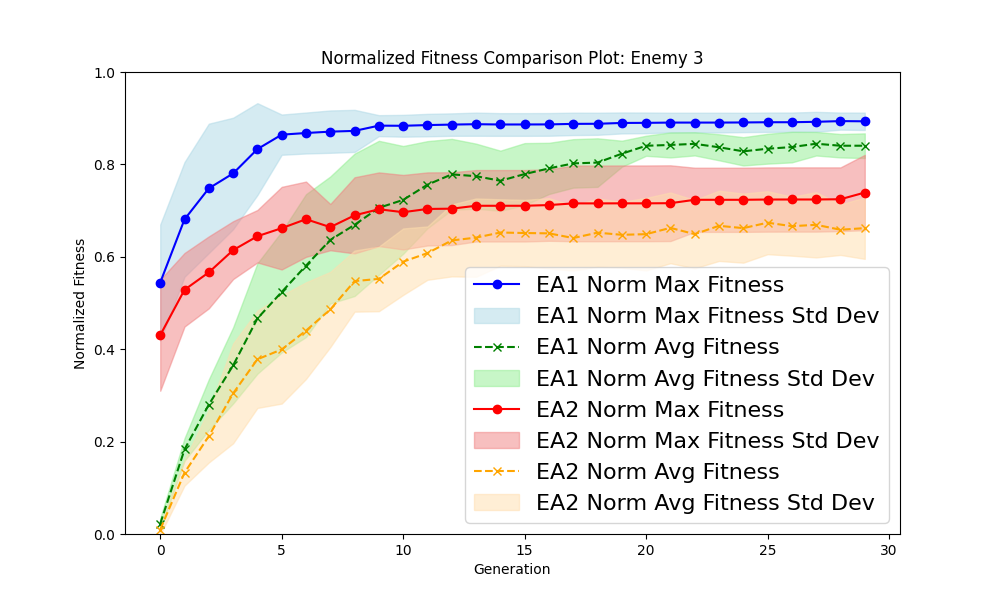 Normalized Fitness Comparison Plot: Enemy 3
1.0
0.8
0.6
0.4
0.2
0.0
Normalized Fitness
EA1 Norm Max Fitness
EA1 Norm Max Fitness Std Dev
EA1 Norm Avg Fitness
EA1 Norm Avg Fitness Std Dev
EA2 Norm Max Fitness
EA2 Norm Max Fitness Std Dev
EA2 Norm Avg Fitness
EA2 Norm Avg Fitness Std Dev
0 5 10 15 20 25 30
Generation